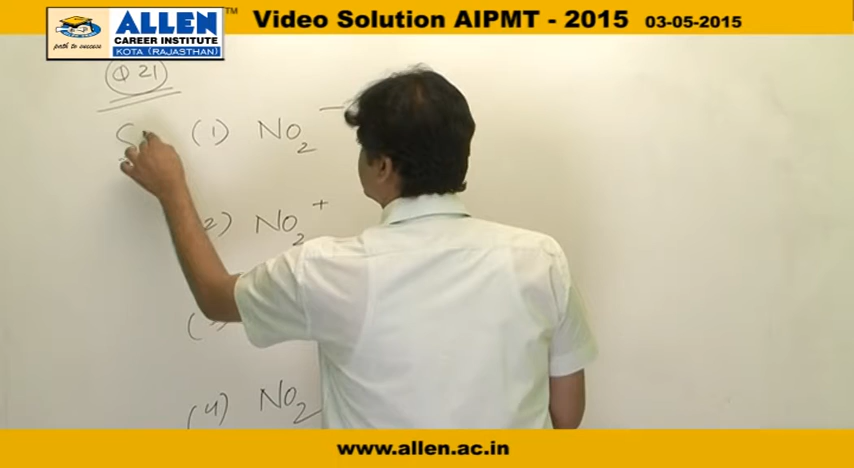 path to success
ALLEN
CAREER INSTITUTE
KOTA (RAJASTHAN)
TM
Video Solution AIPMT - 2015 03-05-2015
Q 21
(1) NO2 –
2) NO2 +
(4) NO2
www.allen.ac.in